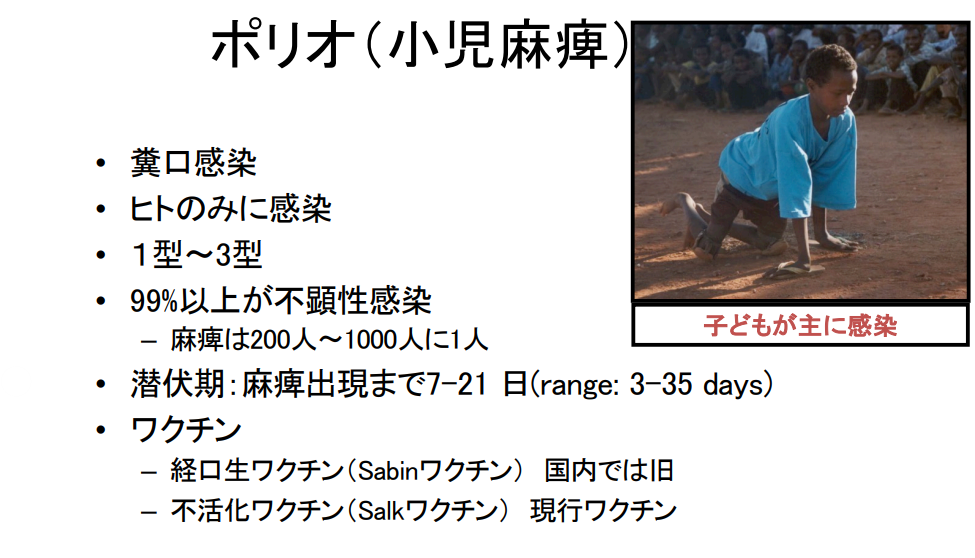 ポリオ（小児麻痺）
• 糞口感染
• ヒトのみに感染
• １型～3型
• 99%以上が不顕性感染
– 麻痺は200人～1000人に1人
• 潜伏期：麻痺出現まで7-21 日(range: 3-35 days)
• ワクチン
– 経口生ワクチン（Sabinワクチン） 国内では旧
– 不活化ワクチン（Salkワクチン） 現行ワクチン
子どもが主に感染